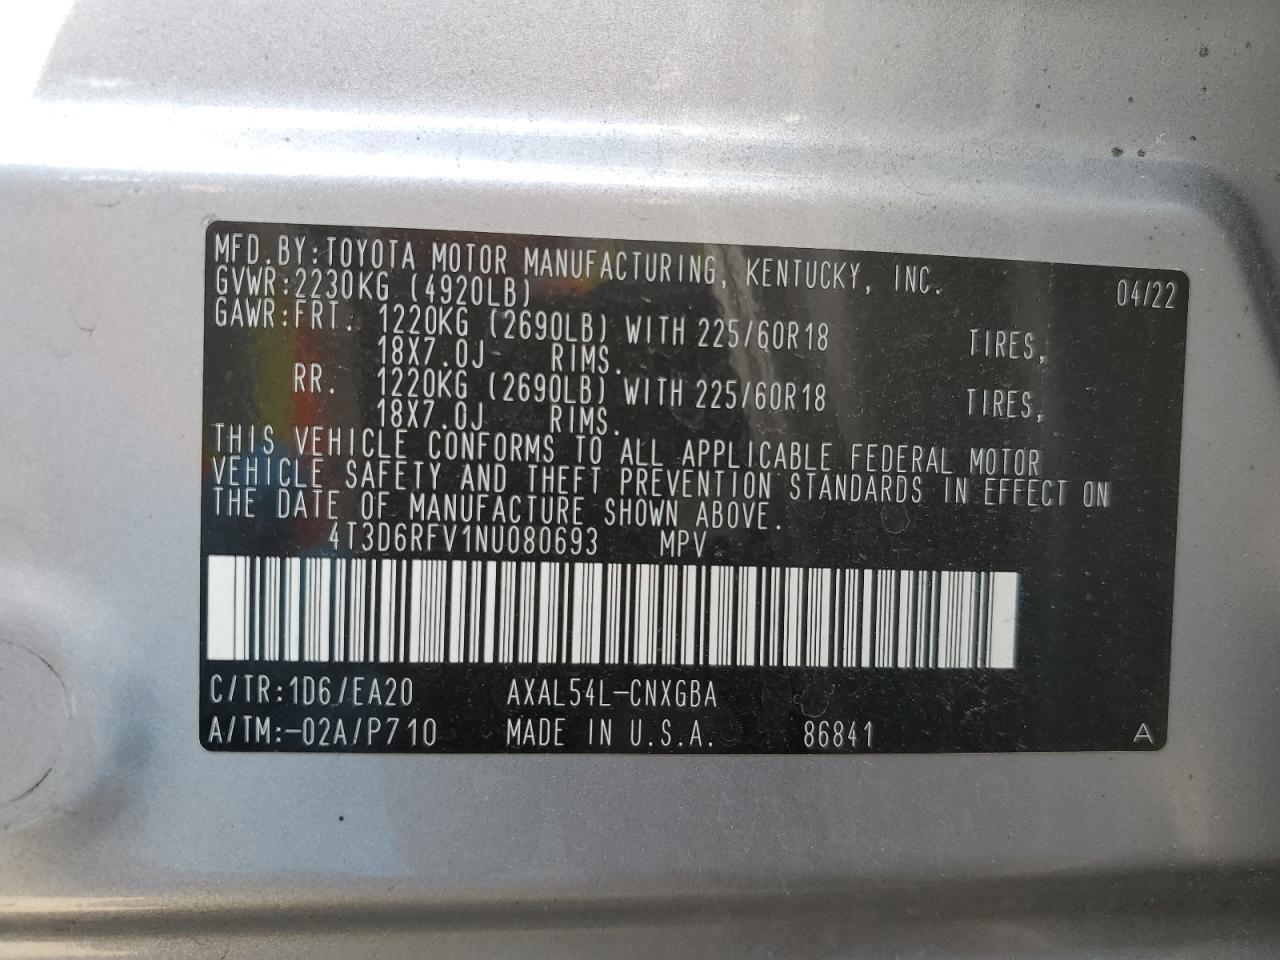 MFD.BY:TOYOTA MOTOR MANUFACTURING, KENTUCKY, INC. 04/22
GVWR:2230KG (4920LB)
GAWR:FRT. 1220KG (2690LB) WITH 225/60R18 TIRES,
18X7.0J RIMS.
RR. 1220KG (2690LB) WITH 225/60R18 TIRES,
18X7.0J RIMS.
THIS VEHICLE CONFORMS TO ALL APPLICABLE FEDERAL MOTOR
VEHICLE SAFETY AND THEFT PREVENTION STANDARDS IN EFFECT ON
THE DATE OF MANUFACTURE SHOWN ABOVE.
4T3D6RFV1NU080693 MPV
C/TR:1D6/EA20 AXAL54L-CNXGBA
A/TM:-02A/P710 MADE IN U.S.A. 86841 A